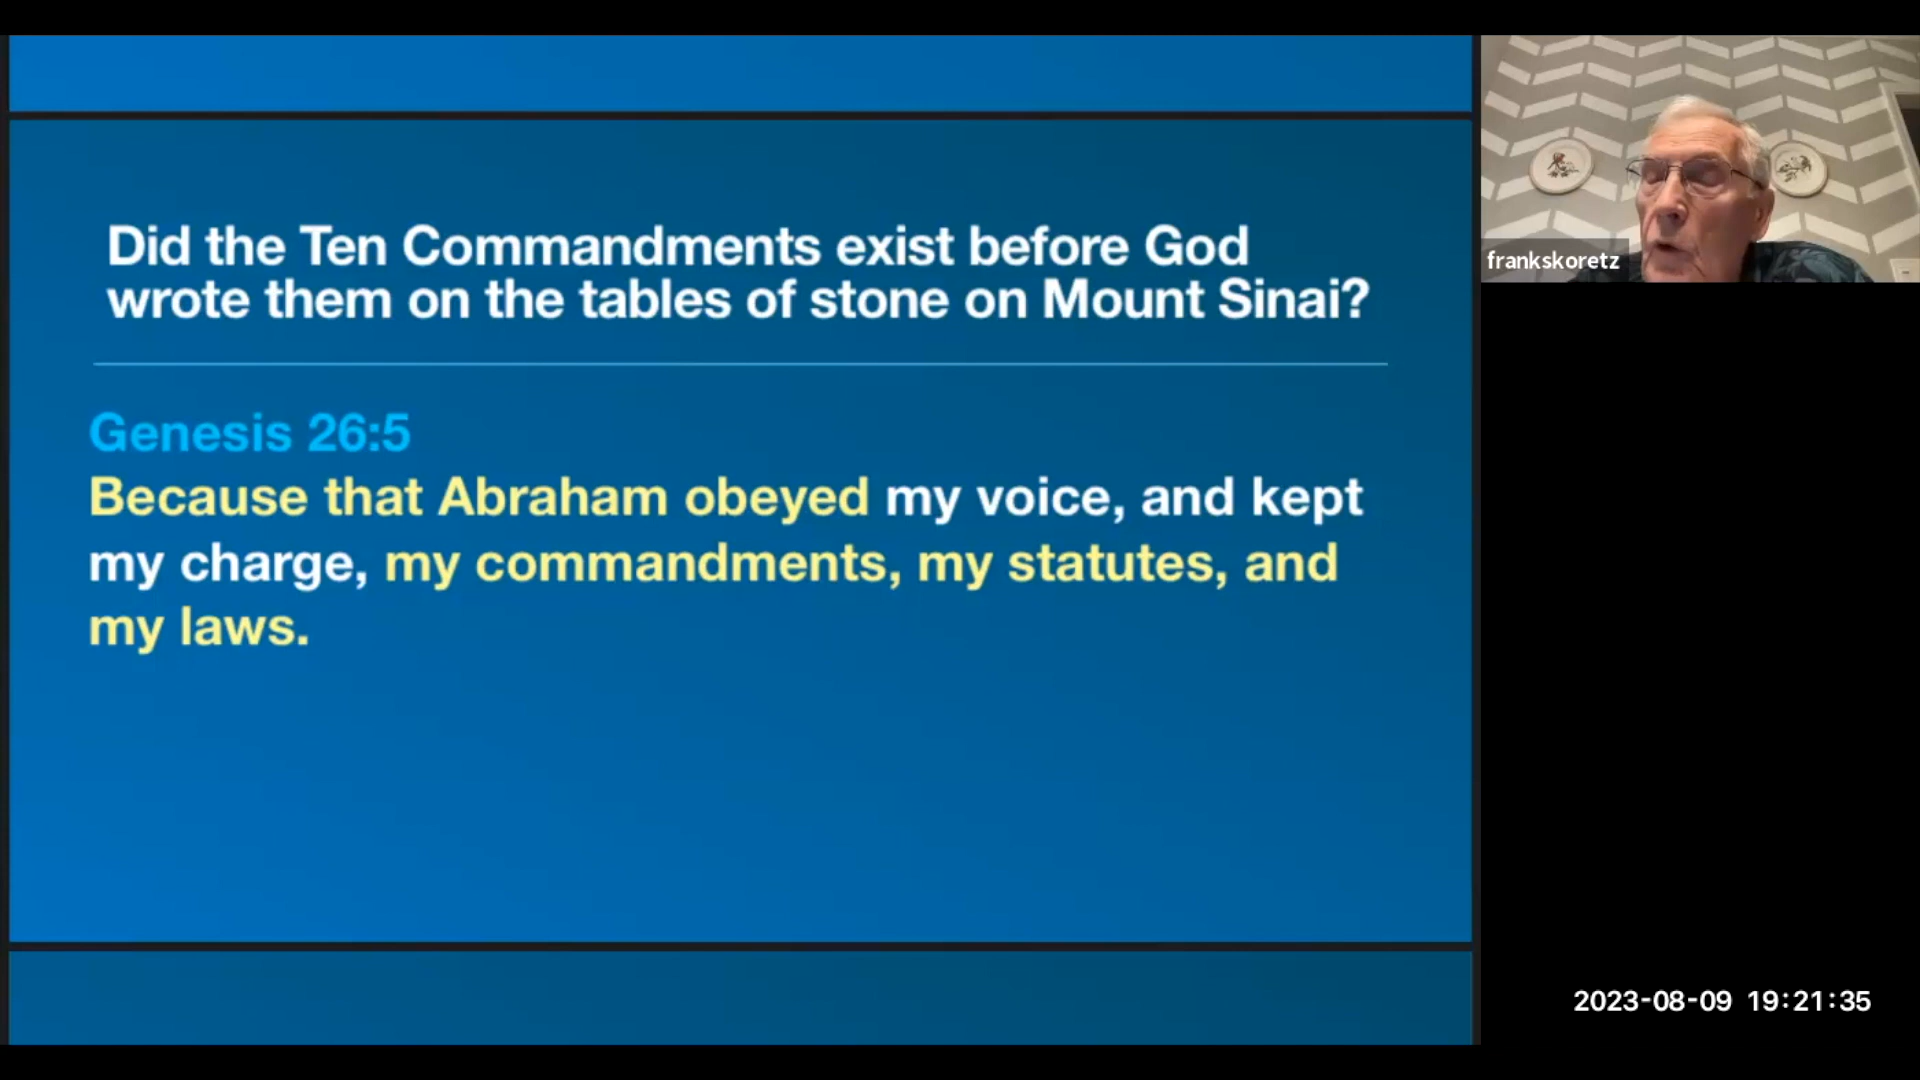 Did the Ten Commandments exist before God
wrote them on the tables of stone on Mount Sinai?
Genesis 26:5
Because that Abraham obeyed my voice, and kept
my charge, my commandments, my statutes, and
my laws.
frankskoretz
2023-08-09 19:21:35